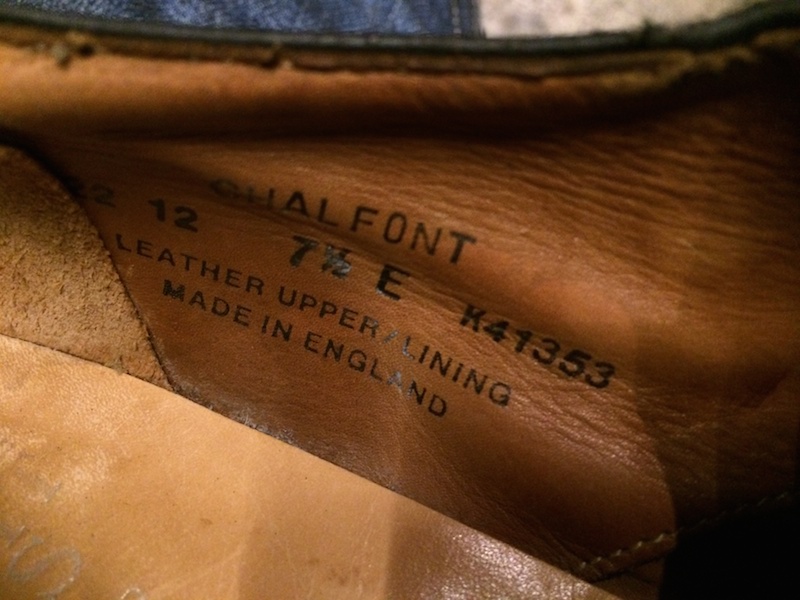 CHALFONT
12
7½ E
K41353
LEATHER UPPER/LINING
MADE IN ENGLAND